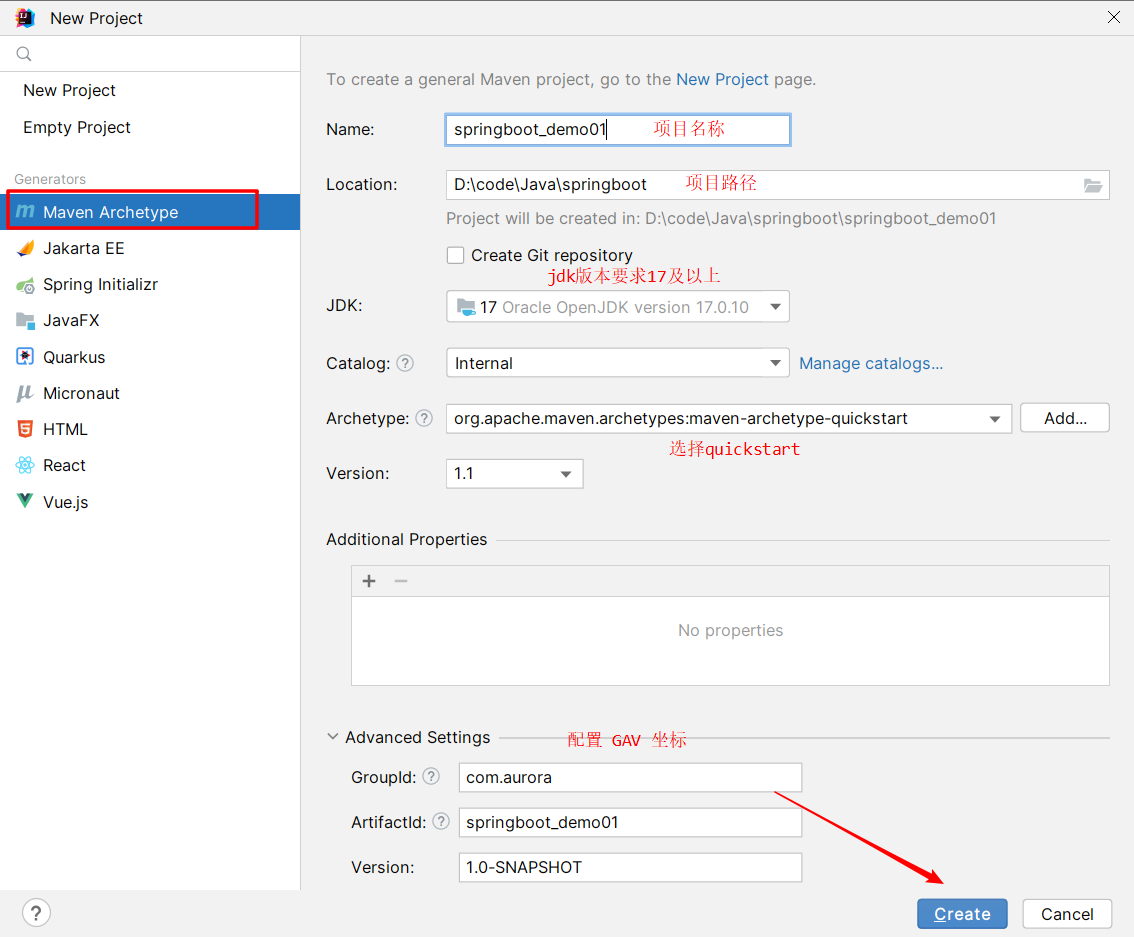 New Project
New Project
Empty Project
Generators
Maven Archetype
Jakarta EE
Spring Initializr
JavaFX
Quarkus
Micronaut
HTML
React
Vue.js
To create a general Maven project, go to the New Project page.
Name: springboot_demo01 项目名称
Location: D:\code\Java\springboot 项目路径
Project will be created in: D:\code\Java\springboot\springboot_demo01
Create Git repository
jdk版本要求17及以上
JDK: 17 Oracle OpenJDK version 17.0.10
Catalog: ? Internal Manage catalogs...
Archetype: ? org.apache.maven.archetypes:maven-archetype-quickstart Add...
选择quickstart
Version: 1.1
Additional Properties
No properties
Advanced Settings 配置 GAV 坐标
GroupId: ? com.aurora
ArtifactId: ? springboot_demo01
Version: 1.0-SNAPSHOT
? Create Cancel